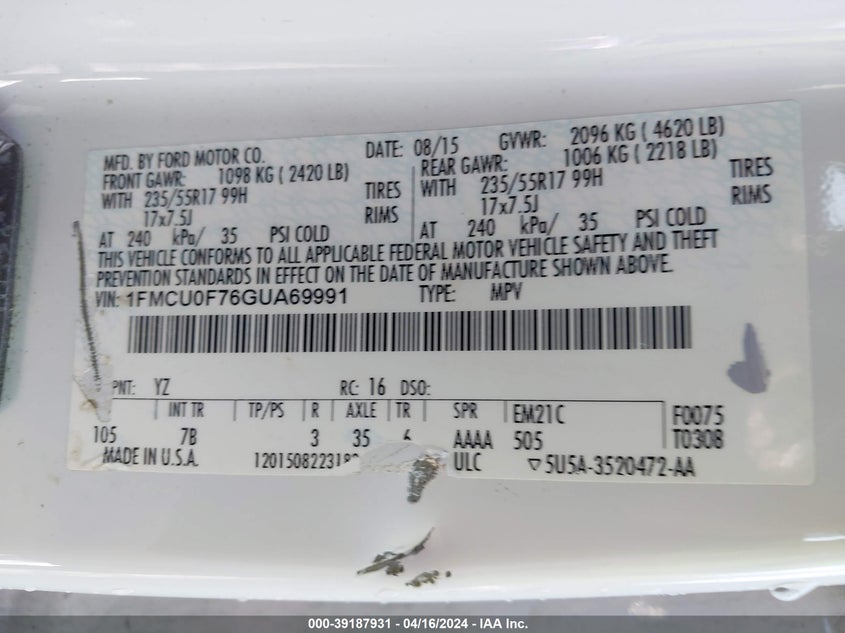 MFD. BY FORD MOTOR CO. DATE: 08/15 GVWR: 2096 KG ( 4620 LB)
FRONT GAWR: 1098 KG ( 2420 LB) REAR GAWR: 1006 KG ( 2218 LB)
WITH 235/55R17 99H TIRES WITH 235/55R17 99H TIRES
17x7.5J RIMS 17x7.5J RIMS
AT 240 kPa/ 35 PSI COLD AT 240 kPa/ 35 PSI COLD
THIS VEHICLE CONFORMS TO ALL APPLICABLE FEDERAL MOTOR VEHICLE SAFETY AND THEFT
PREVENTION STANDARDS IN EFFECT ON THE DATE OF MANUFACTURE SHOWN ABOVE.
VIN: 1FMCU0F76GUA69991 TYPE: MPV
PNT: YZ RC: 16 DSO:
INT TR TP/PS R AXLE TR SPR EM21C F0075
105 7B 3 35 6 AAAA 505 T0308
MADE IN U.S.A. ULC ▽5U5A-3520472-AA
000-39187931 - 04/16/2024 - IAA Inc.